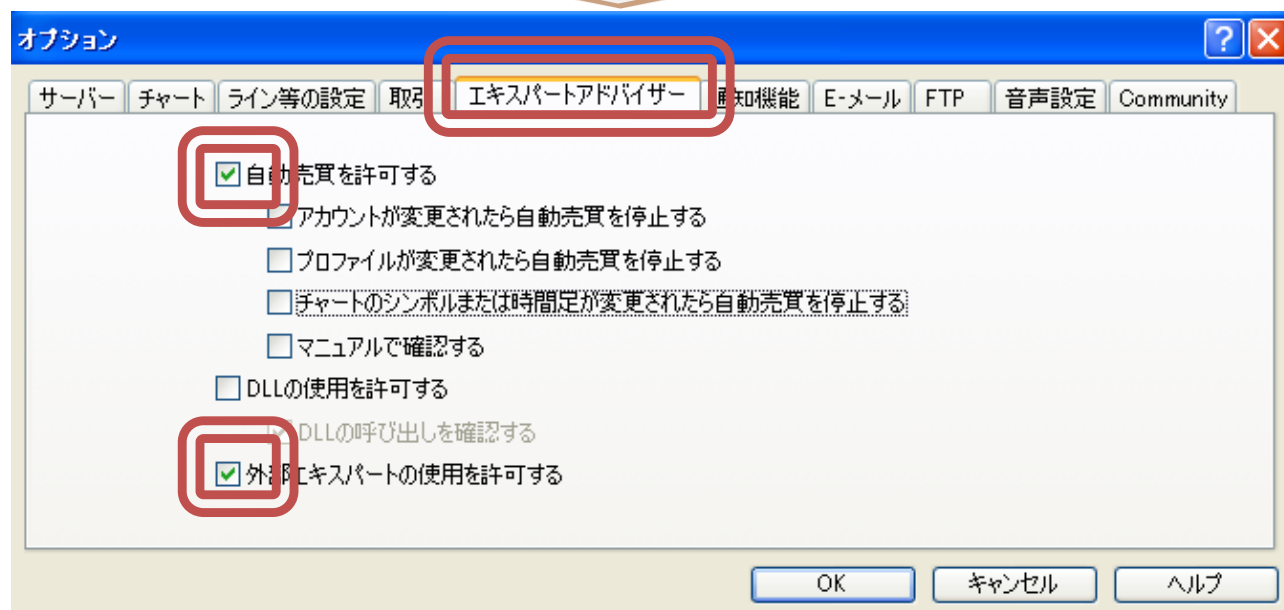 オプション
サーバー チャート ライン等の設定 取引 エキスパートアドバイザー 通知機能 E-メール FTP 音声設定 Community
自動売買を許可する
アカウントが変更されたら自動売買を停止する
プロファイルが変更されたら自動売買を停止する
チャートのシンボルまたは時間足が変更されたら自動売買を停止する
マニュアルで確認する
DLLの使用を許可する
DLLの呼び出しを確認する
外部エキスパートの使用を許可する
OK キャンセル ヘルプ